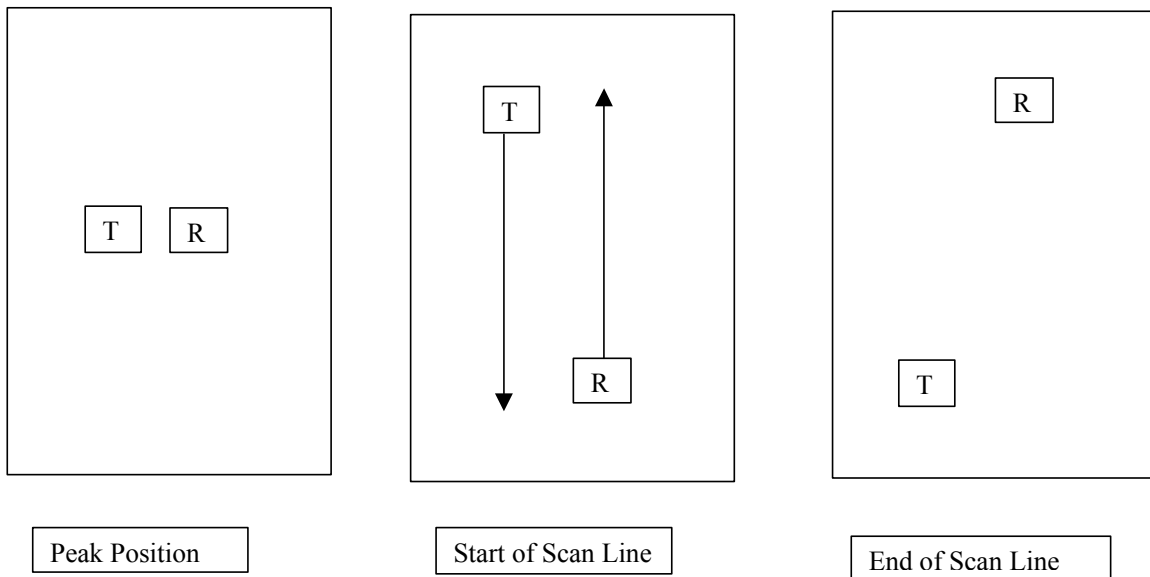 T
R
T
R
R
T
Peak Position
Start of Scan Line
End of Scan Line